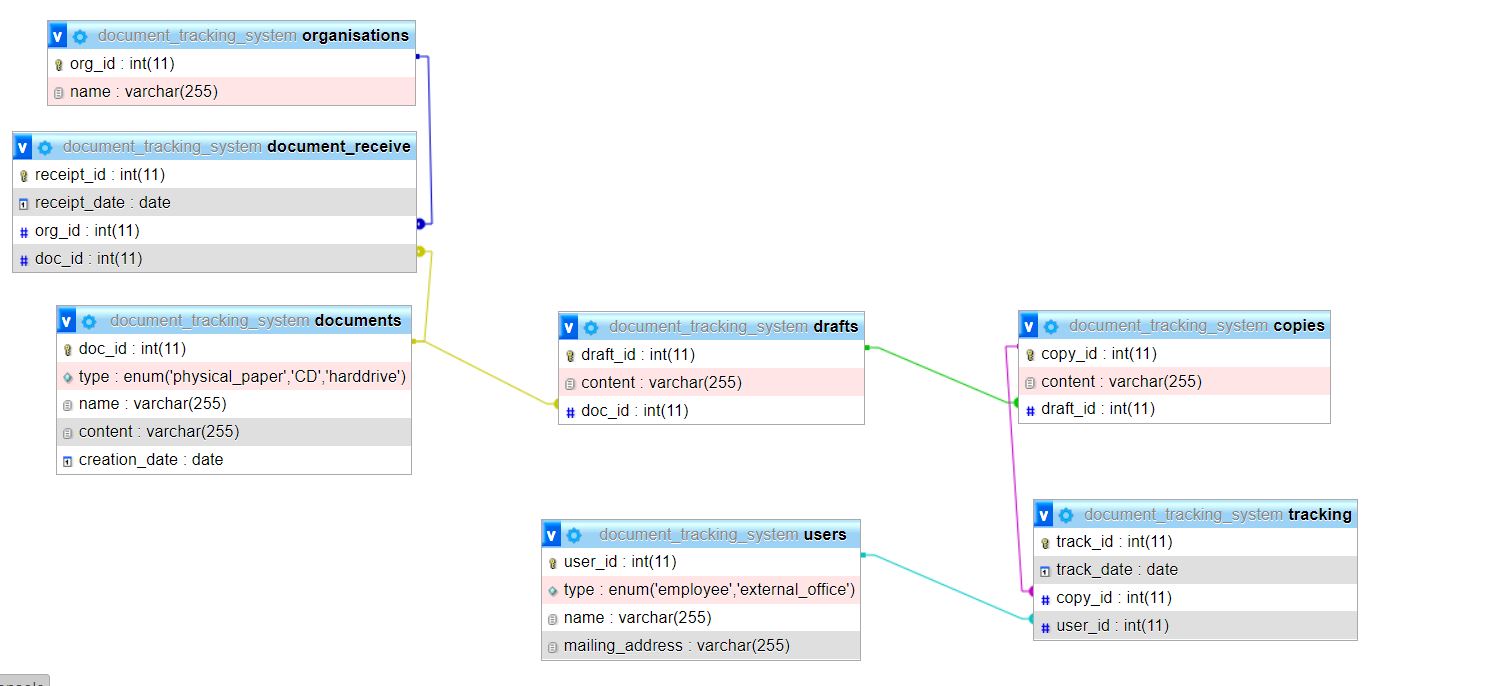 v document_tracking_system organisations
org_id : int(11)
name : varchar(255)
v document_tracking_system document_receive
receipt_id : int(11)
receipt_date : date
# org_id : int(11)
# doc_id : int(11)
v document_tracking_system documents
doc_id : int(11)
type : enum('physical_paper','CD','harddrive')
name : varchar(255)
content : varchar(255)
creation_date : date
v document_tracking_system drafts
draft_id : int(11)
content : varchar(255)
# doc_id : int(11)
v document_tracking_system copies
copy_id : int(11)
content : varchar(255)
# draft_id : int(11)
v document_tracking_system users
user_id : int(11)
type : enum('employee','external_office')
name : varchar(255)
mailing_address : varchar(255)
v document_tracking_system tracking
track_id : int(11)
track_date : date
# copy_id : int(11)
# user_id : int(11)